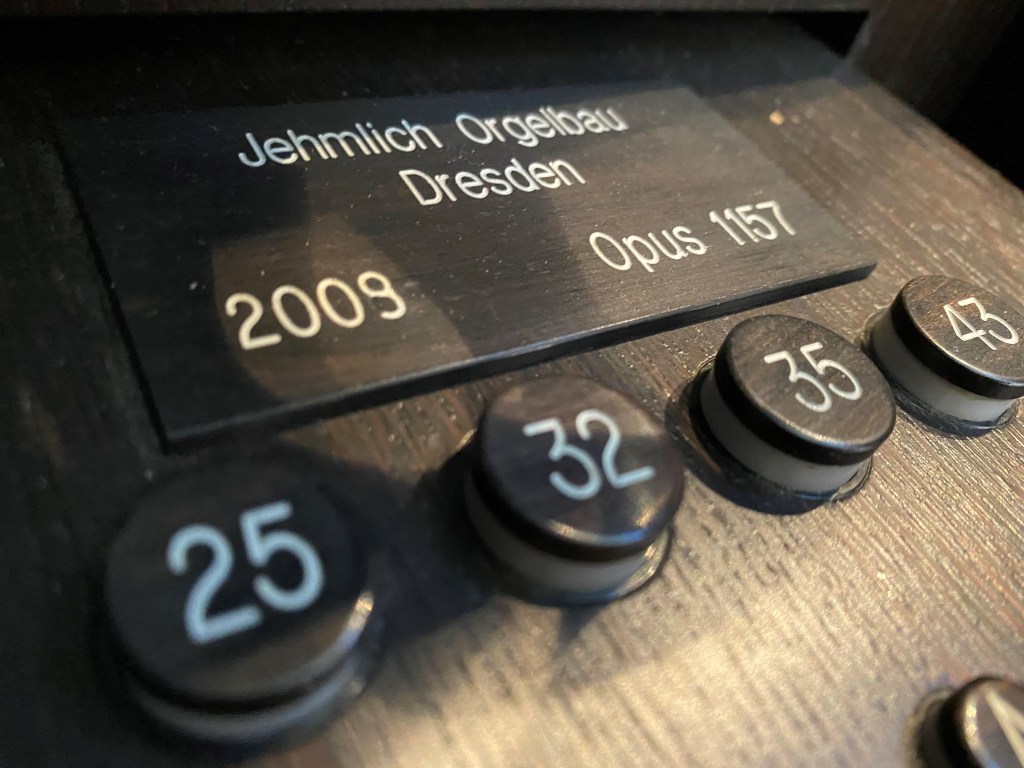 Jehmlich Orgelbau
Dresden
2009 Opus 1157
25 32 35 43